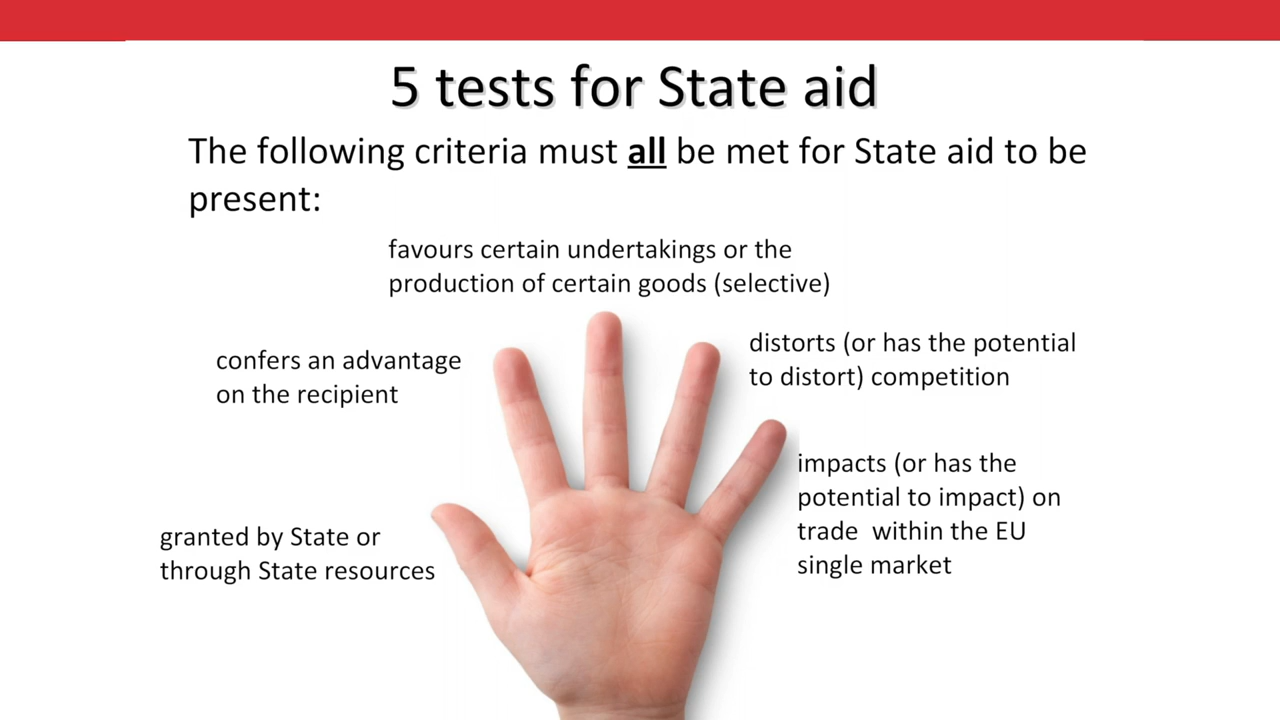 5 tests for State aid
The following criteria must all be met for State aid to be
present:
favours certain undertakings or the
production of certain goods (selective)
confers an advantage
on the recipient
distorts (or has the potential
to distort) competition
granted by State or
through State resources
impacts (or has the
potential to impact) on
trade  within the EU
single market